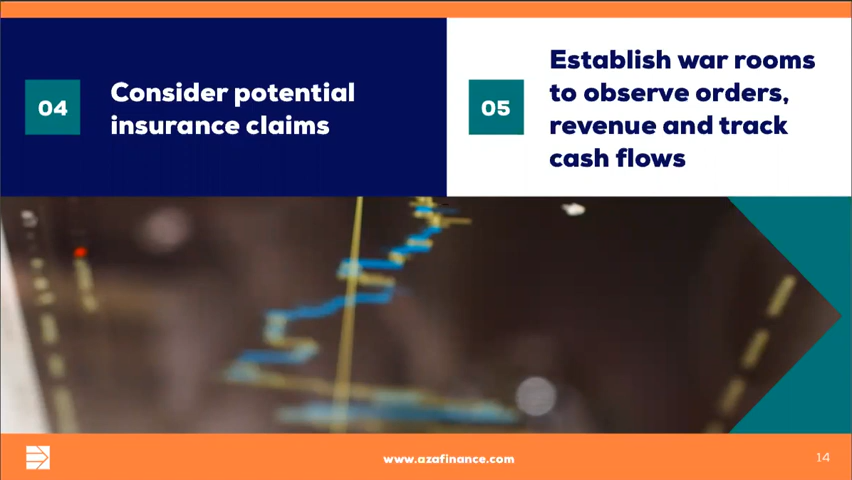 04
Consider potential
insurance claims
05
Establish war rooms
to observe orders,
revenue and track
cash flows
www.azafinance.com
14